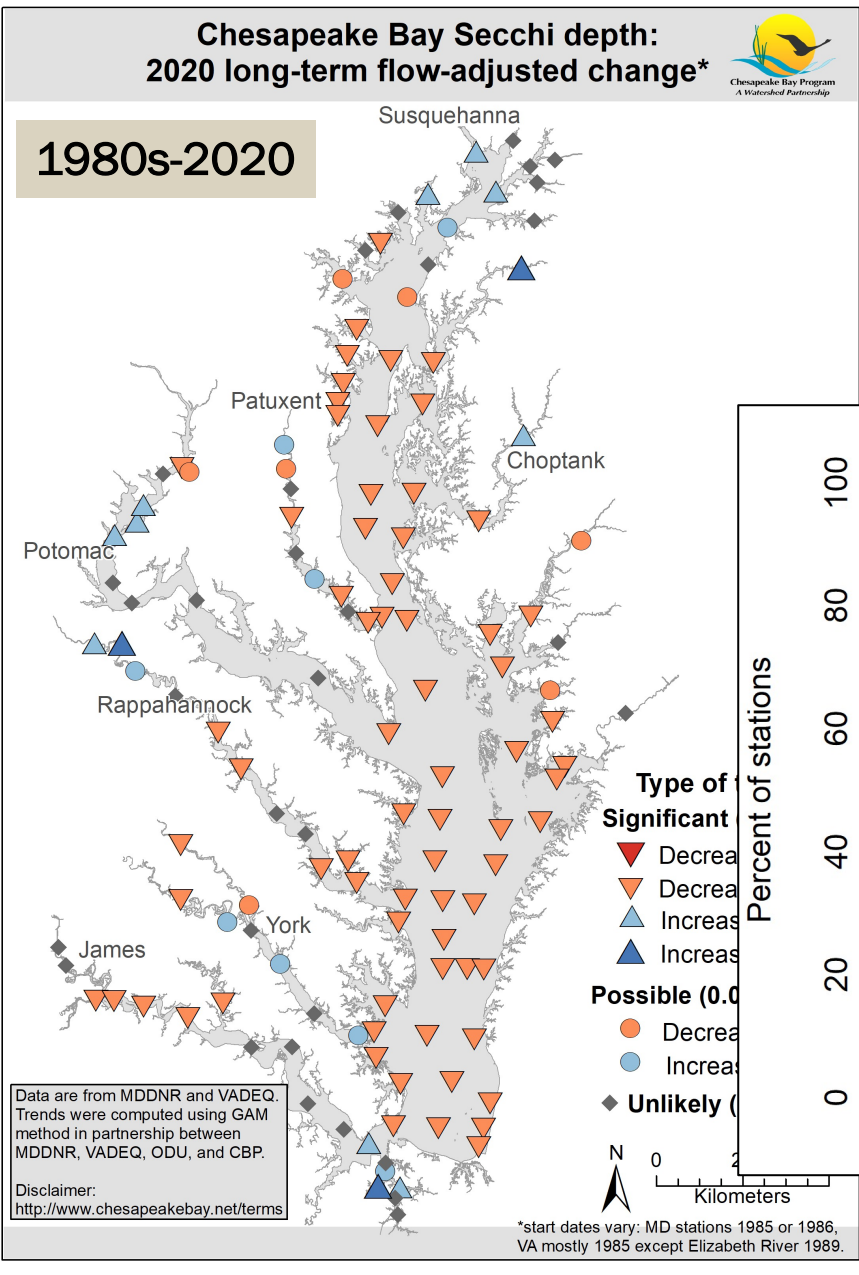 Chesapeake Bay Secchi depth:
2020 long-term flow-adjusted change*
Chesapeake Bay Program
A Watershed Partnership
1980s-2020
Susquehanna
Patuxent
Choptank
Potomac
Rappahannock
York
James
Type of t
Significant
Decrea
Decrea
Increas
Increas
Possible (0.0
Decrea
Increas
Unlikely (
Percent of stations
100
80
60
40
20
0
Data are from MDDNR and VADEQ.
Trends were computed using GAM
method in partnership between
MDDNR, VADEQ, ODU, and CBP.
Disclaimer:
http://www.chesapeakebay.net/terms
N
0
Kilometers
*start dates vary: MD stations 1985 or 1986,
VA mostly 1985 except Elizabeth River 1989.